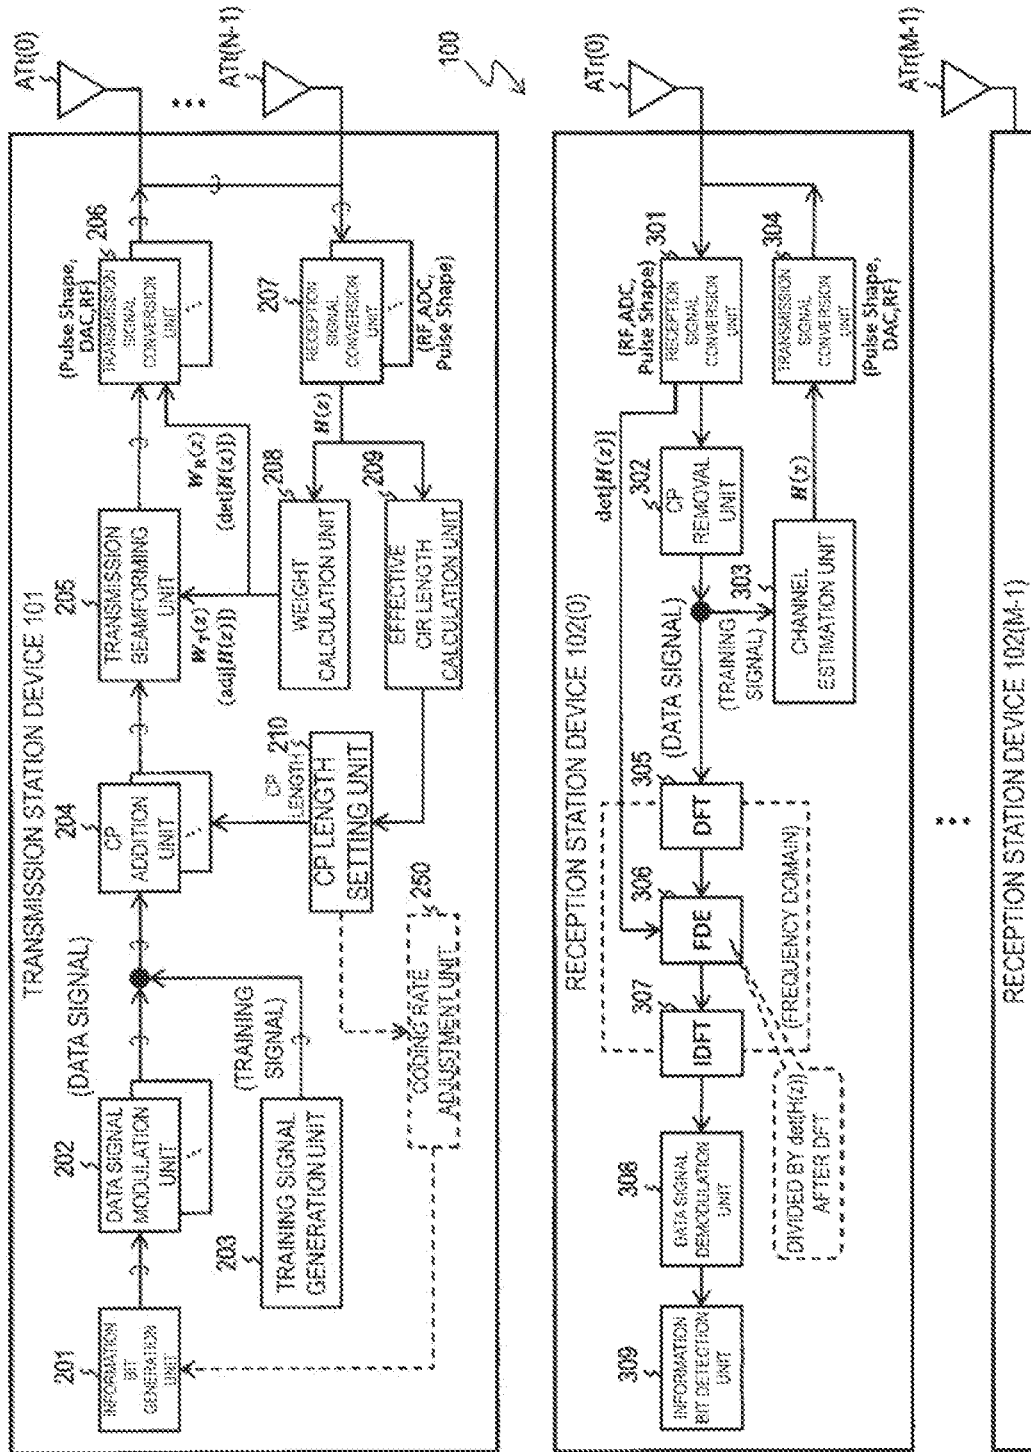 TRANSMISSION STATION DEVICE 101
201
INFORMATION
BIT
GENERATION
UNIT
202
DATA SIGNAL
MODULATION
UNIT
(DATA SIGNAL)
203
TRAINING SIGNAL
GENERATION UNIT
(TRAINING
SIGNAL)
204
CP
ADDITION
UNIT
205
TRANSMISSION
BEAMFORMING
UNIT
206
(Pulse Shape,
DAC,RF)
TRANSMISSION
SIGNAL
CONVERSION
UNIT
207
RECEPTION
SIGNAL
CONVERSION
UNIT
(RF,ADC,
Pulse Shape)
H(z)
WT(z)
(adj[H(z)])
WR(z)
(det[H(z)])
208
WEIGHT
CALCULATION UNIT
209
EFFECTIVE
CIR LENGTH
CALCULATION UNIT
CP
LENGTH
210
CP LENGTH
SETTING UNIT
250
CODING RATE
ADJUSTMENT UNIT
ATt(0)
•••
ATt(N-1)
100
RECEPTION STATION DEVICE 102(0)
ATr(0)
301
(RF,ADC,
Pulse Shape)
RECEPTION
SIGNAL
CONVERSION
UNIT
304
TRANSMISSION
SIGNAL
CONVERSION
UNIT
(Pulse Shape,
DAC,RF)
det[H(z)]
302
CP
REMOVAL
UNIT
303
CHANNEL
ESTIMATION UNIT
H(z)
(DATA SIGNAL)
(TRAINING
SIGNAL)
305
DFT
306
FDE
307
IDFT
(FREQUENCY DOMAIN)
(DIVIDED BY det(H(z))
AFTER DFT
308
DATA SIGNAL
DEMODULATION
UNIT
309
INFORMATION
BIT DETECTION
UNIT
•••
ATr(M-1)
RECEPTION STATION DEVICE 102(M-1)